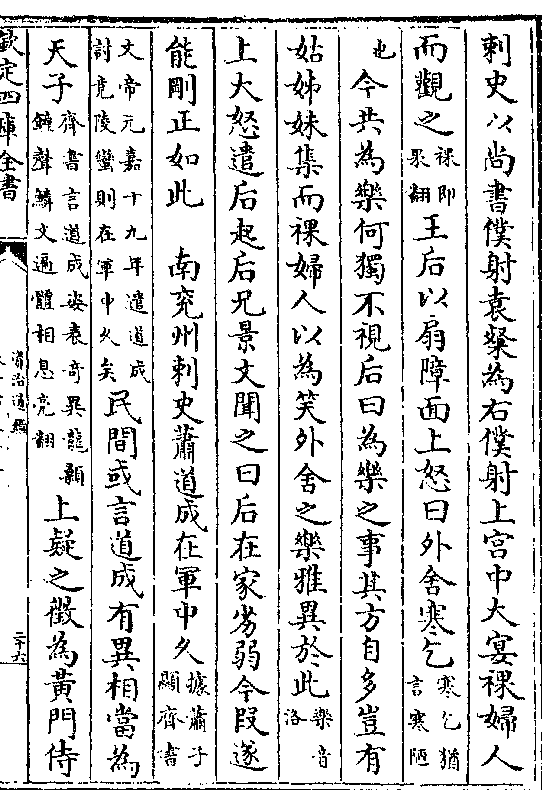 刺史以尚書僕射袁粲為右僕射上宮中大宴裸婦人
而觀之裸即果翻王后以扇障面上怒曰外舍寒乞寒乞猶言寒陋
也今共為樂何獨不視后曰為樂之事其方自多豈有
姑姊妹集而裸婦人以為笑外舍之樂雅異於此樂音洛
上大怒遣后起后兄景文聞之曰后在家劣弱今段遂
能剛正如此　南兖州刺史蕭道成在軍中久據蕭子顯齊書
文帝元嘉十九年遣道成討竟陵蠻則在軍中久矣民間或言道成有異相當為
天子齊書言道成姿表奇異龍顙鐘聲鱗文遍體相息亮翻上疑之徵為黃門侍
欽定四庫全書
資治通鑑
三十六